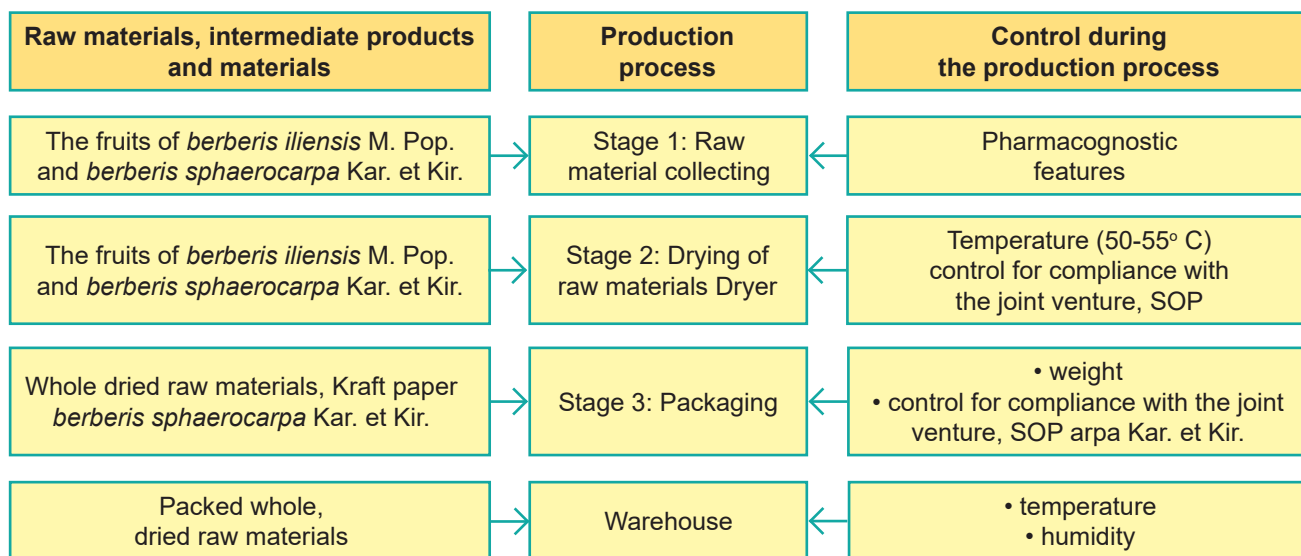 Raw materials, intermediate products
and materials
Production
process
Control during
the production process
The fruits of berberis iliensis M. Pop.
and berberis sphaerocarpa Kar. et Kir.
Stage 1: Raw
material collecting
Pharmacognostic
features
The fruits of berberis iliensis M. Pop.
and berberis sphaerocarpa Kar. et Kir.
Stage 2: Drying of
raw materials Dryer
Temperature (50-55º C)
control for compliance with
the joint venture, SOP
Whole dried raw materials, Kraft paper
berberis sphaerocarpa Kar. et Kir.
Stage 3: Packaging
• weight
• control for compliance with the joint
venture, SOP arpa Kar. et Kir.
Packed whole,
dried raw materials
Warehouse
• temperature
• humidity